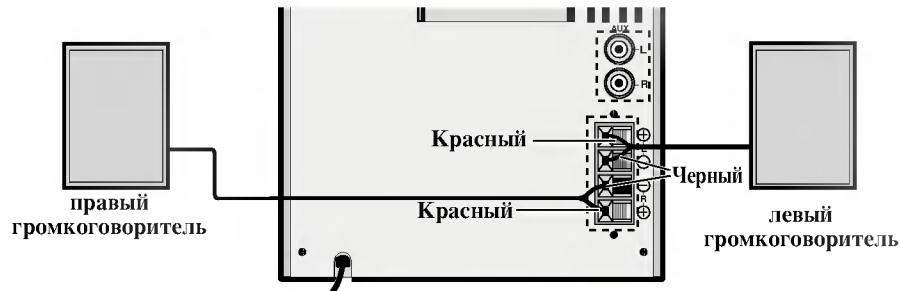 AUX
L
R
Красный
⊕
L
⊖
Черный
⊖
R
⊕
Красный
правый
громкоговоритель
левый
громкоговоритель